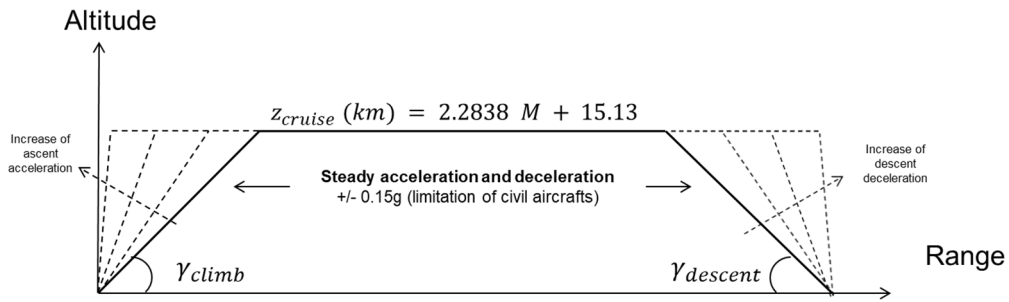 Altitude
z_cruise (km) = 2.2838 M + 15.13
Increase of
ascent
acceleration
Steady acceleration and deceleration
+/- 0.15g (limitation of civil aircrafts)
Increase of
descent
deceleration
Range
γ_climb
γ_descent